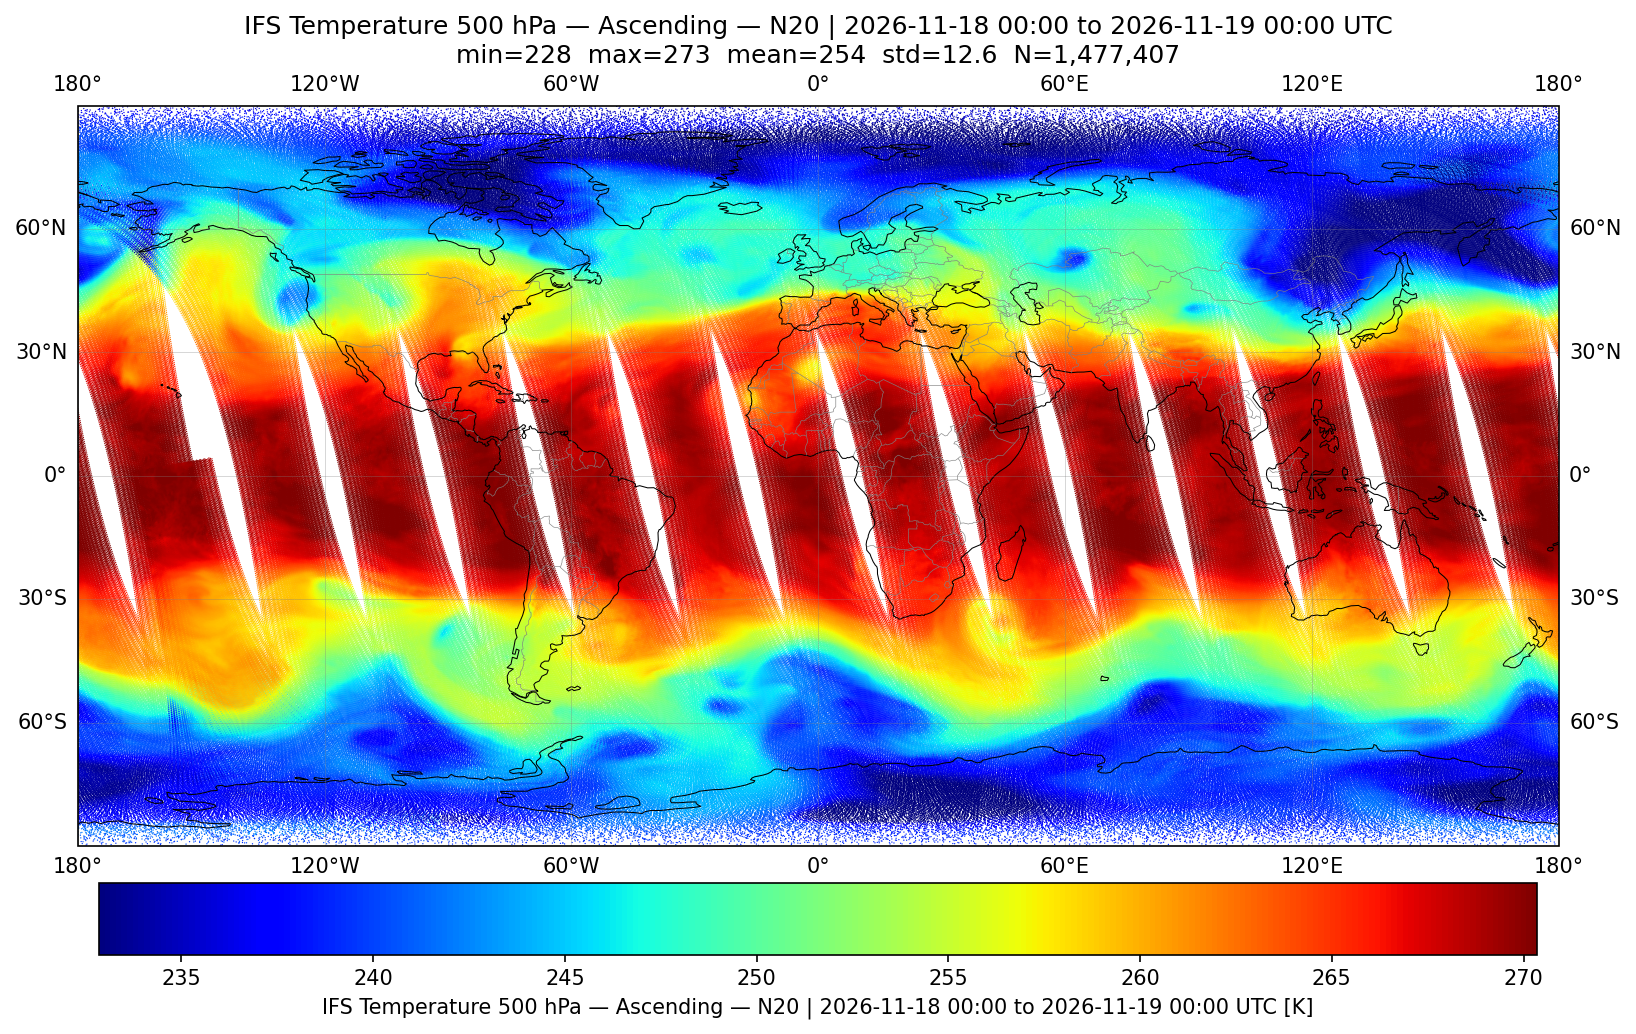 IFS Temperature 500 hPa — Ascending — N20 | 2026-11-18 00:00 to 2026-11-19 00:00 UTC
min=228  max=273  mean=254  std=12.6  N=1,477,407
180° 120°W 60°W 0° 60°E 120°E 180°
60°N 60°N
30°N 30°N
0° 0°
30°S 30°S
60°S 60°S
180° 120°W 60°W 0° 60°E 120°E 180°
235 240 245 250 255 260 265 270
IFS Temperature 500 hPa — Ascending — N20 | 2026-11-18 00:00 to 2026-11-19 00:00 UTC [K]